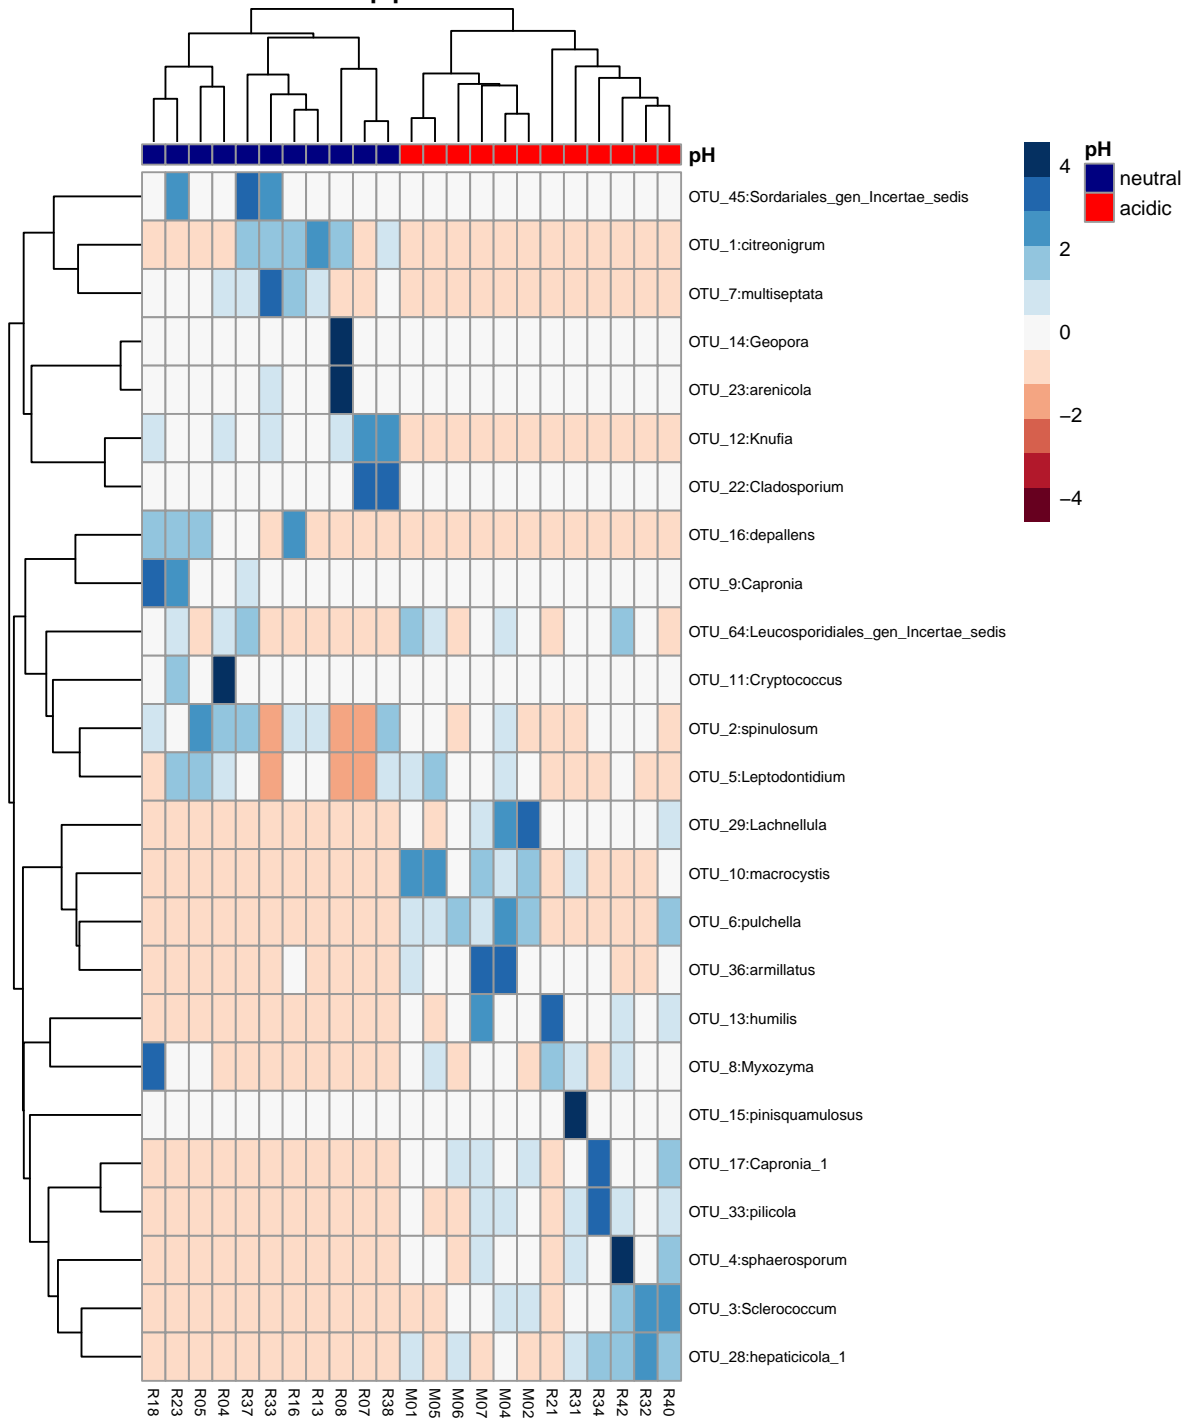 pH
OTU_45:Sordariales_gen_Incertae_sedis
OTU_1:citreonigrum
OTU_7:multiseptata
OTU_14:Geopora
OTU_23:arenicola
OTU_12:Knufia
OTU_22:Cladosporium
OTU_16:depallens
OTU_9:Capronia
OTU_64:Leucosporidiales_gen_Incertae_sedis
OTU_11:Cryptococcus
OTU_2:spinulosum
OTU_5:Leptodontidium
OTU_29:Lachnellula
OTU_10:macrocystis
OTU_6:pulchella
OTU_36:armillatus
OTU_13:humilis
OTU_8:Myxozyma
OTU_15:pinisquamulosus
OTU_17:Capronia_1
OTU_33:pilicola
OTU_4:sphaerosporum
OTU_3:Sclerococcum
OTU_28:hepaticicola_1
R18
R23
R05
R04
R37
R33
R16
R13
R08
R07
R38
M01
M05
M06
M07
M04
M02
R21
R31
R34
R42
R32
R40
4
2
0
−2
−4
pH
neutral
acidic